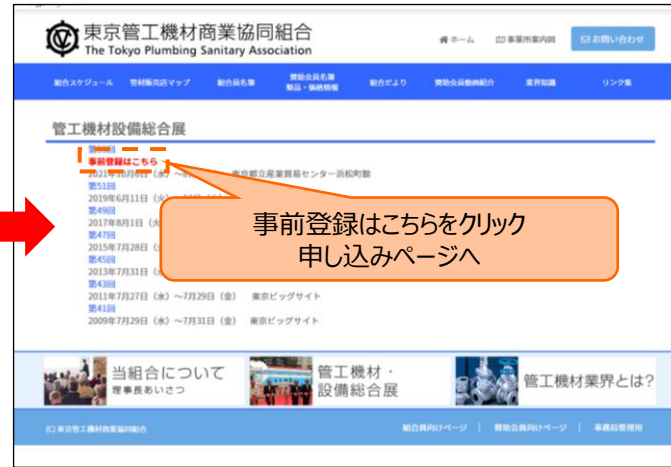 東京管工機材商業協同組合
The Tokyo Plumbing Sanitary Association
ホーム
事業所案内図
お問い合わせ
組合スケジュール
管材販売店マップ
組合員名簿
賛助会員名簿
製品・価格情報
組合だより
賛助会員動画紹介
業界知識
リンク集
管工機材設備総合展
事前登録はこちら
2021年10月6日（水）
東京都立産業貿易センター浜松町館
第51回
2019年6月11日（火）
第49回
2017年8月1日（火
第47回
2015年7月28日
第45回
2013年7月31日
第43回
2011年7月27日（水）～7月29日（金） 東京ビッグサイト
第41回
2009年7月29日（水）～7月31日（金） 東京ビッグサイト
事前登録はこちらをクリック
申し込みページへ
当組合について
理事長あいさつ
管工機材・
設備総合展
管工機材業界とは?
(C) 東京管工機材商業協同組合
組合員向けページ | 賛助会員向けページ | 事務局管理用